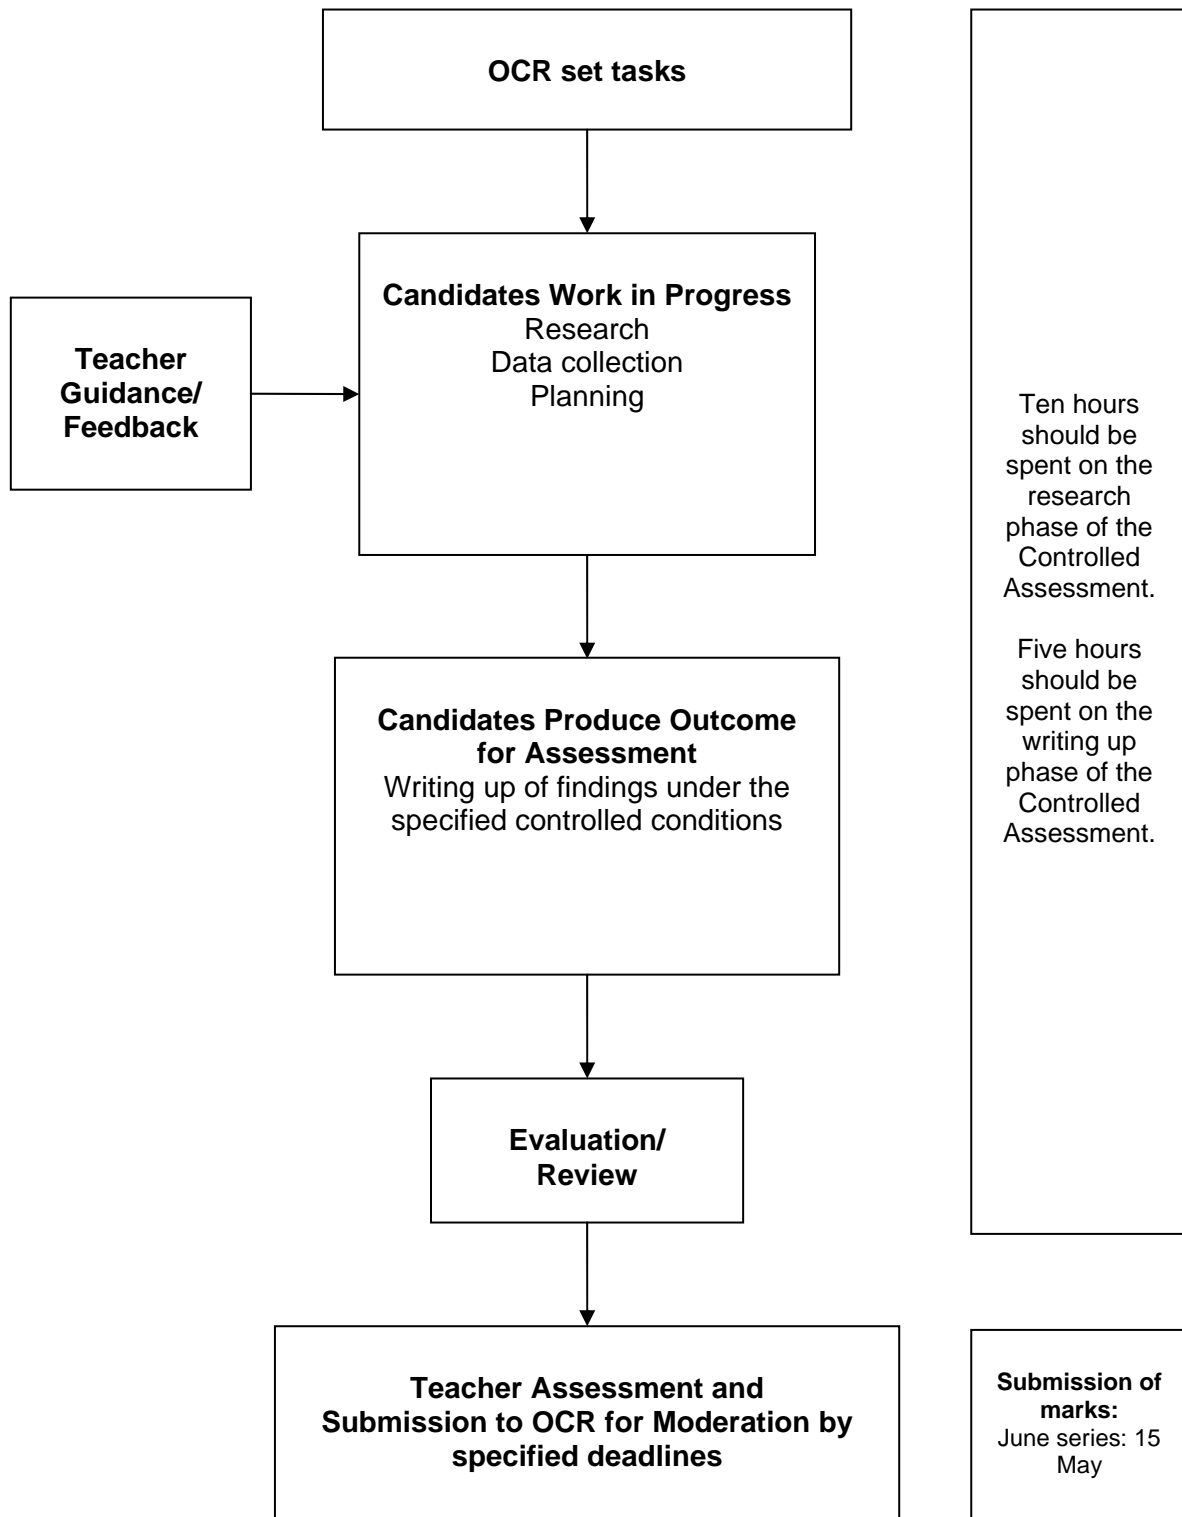 OCR set tasks
Candidates Work in Progress
Research
Data collection
Planning
Teacher
Guidance/
Feedback
Candidates Produce Outcome
for Assessment
Writing up of findings under the
specified controlled conditions
Evaluation/
Review
Teacher Assessment and
Submission to OCR for Moderation by
specified deadlines
Ten hours
should be
spent on the
research
phase of the
Controlled
Assessment.
Five hours
should be
spent on the
writing up
phase of the
Controlled
Assessment.
Submission of
marks:
June series: 15
May